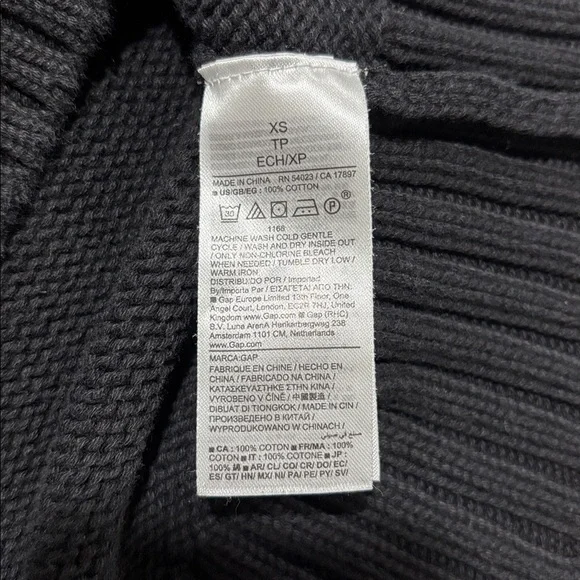 XS
TP
ECH/XP
MADE IN CHINA RN 54023 / CA 17897
■ US/GB/EG : 100% COTTON
30 P ®
1168
MACHINE WASH COLD GENTLE
CYCLE / WASH AND DRY INSIDE OUT
/ ONLY NON-CHLORINE BLEACH
WHEN NEEDED / TUMBLE DRY LOW /
WARM IRON
DISTRIBUIDO POR / Imported
By/Importa Par / ΕΙΣΑΓΕΤΑΙ ΑΠΟ ΤΗΝ:
■ Gap Europe Limited 13th Floor, One
Angel Court, London, EC2R 7HJ, United
Kingdom www.Gap.com ■ Gap (RHC)
B.V. Luna ArenA Herikerbergweg 238
Amsterdam 1101 CM, Netherlands
www.Gap.com
MARCA:GAP
FABRIQUE EN CHINE / HECHO EN
CHINA / FABRICADO NA CHINA /
ΚΑΤΑΣΚΕΥΑΣΤΗΚΕ ΣΤΗΝ ΚΙΝΑ /
VYROBENO V ČÍNĚ / 中國製造 /
DIBUAT DI TIONGKOK / MADE IN CIN /
ПРОИЗВЕДЕНО В КИТАЙ /
WYPRODUKOWANO W CHINACH /
صنع في صيني
■ CA : 100% COTTON ■ FR/MA : 100%
COTON ■ IT : 100% COTONE ■ JP :
100% 綿 ■ AR/CL/CO/CR/DO/EC/
ES/GT/HN/MX/NI/PA/PE/PY/SV/